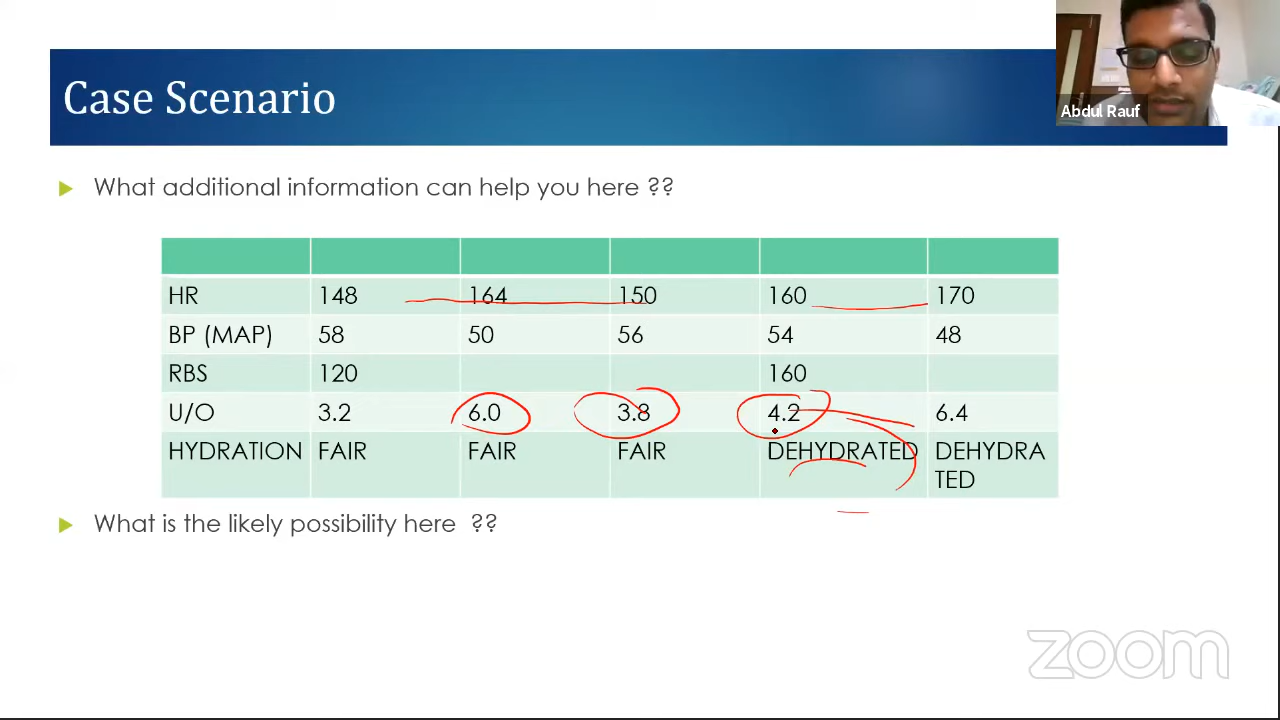 Abdul Rauf
Case Scenario
What additional information can help you here ??
HR 148 164 150 160 170
BP (MAP) 58 50 56 54 48
RBS 120 160
U/O 3.2 6.0 3.8 4.2 6.4
HYDRATION FAIR FAIR FAIR DEHYDRATED DEHYDRA
TED
What is the likely possibility here ??
zoom